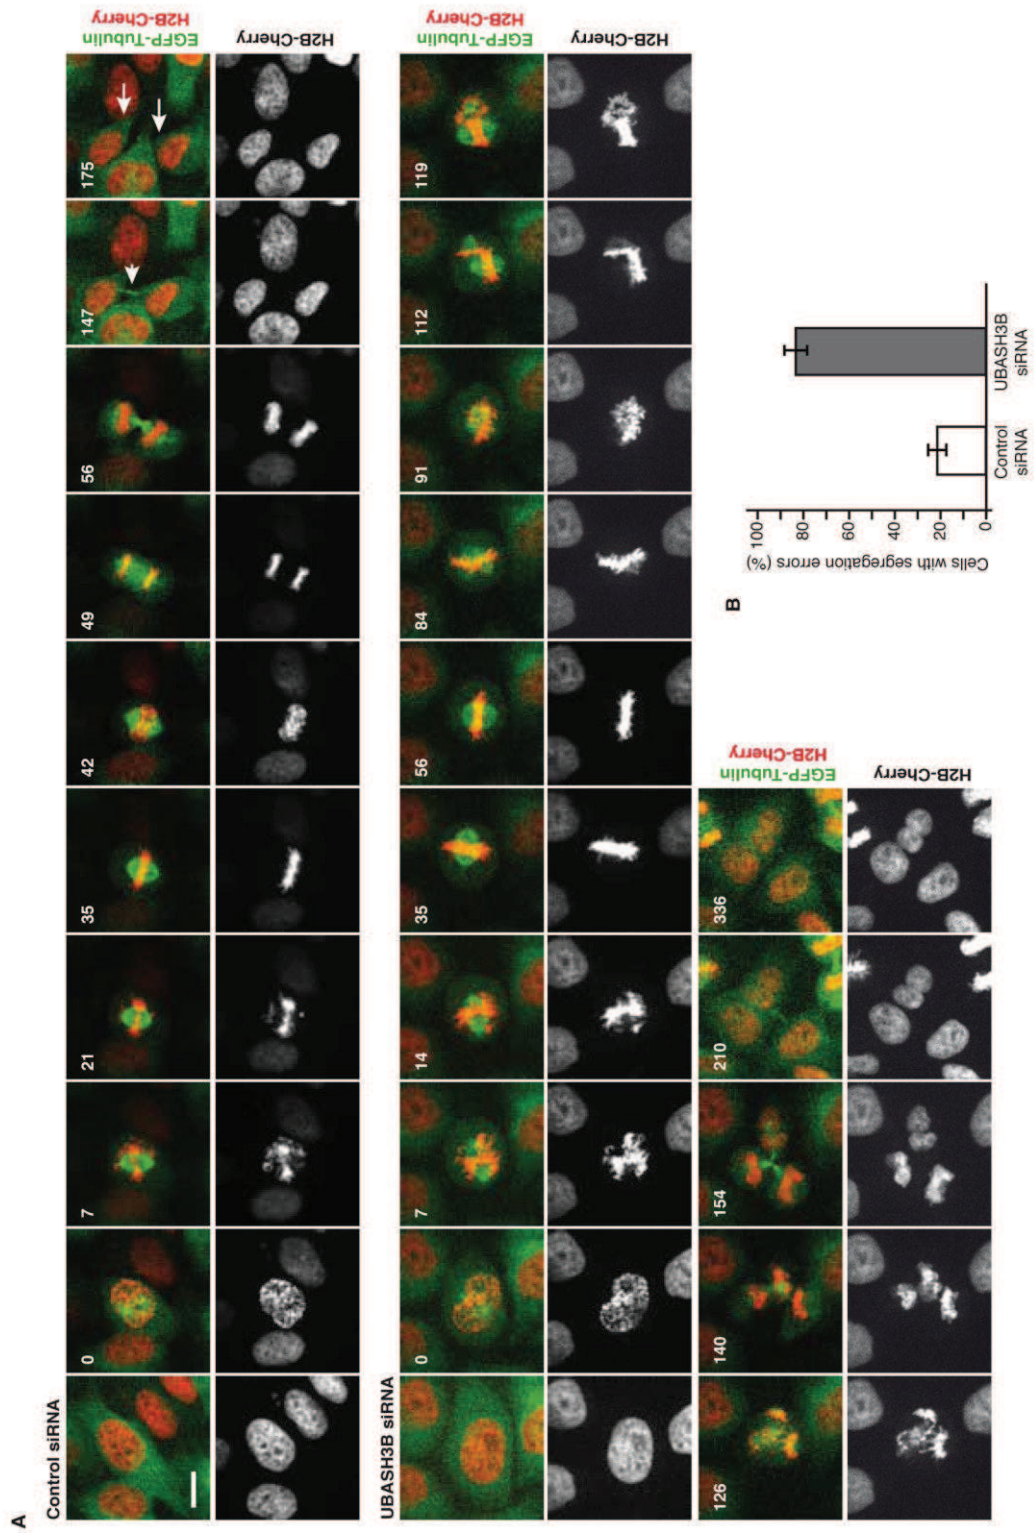 A
Control siRNA
0
7
21
35
42
49
56
147
175
EGFP-Tubulin
H2B-Cherry
H2B-Cherry
UBASH3B siRNA
0
7
14
35
56
84
91
112
119
EGFP-Tubulin
H2B-Cherry
H2B-Cherry
126
140
154
210
336
EGFP-Tubulin
H2B-Cherry
H2B-Cherry
B
Cells with segregation errors (%)
100
80
60
40
20
0
Control
siRNA
UBASH3B
siRNA